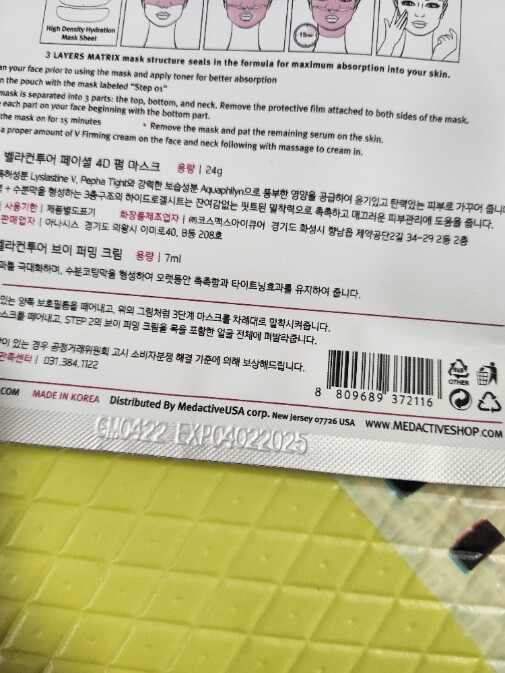 High Density Hydration
Mask Sheet
15분
3 LAYERS MATRIX mask structure seals in the formula for maximum absorption into your skin.
an your face prior to using the mask and apply toner for better absorption
n the pouch with the mask labeled "Step 01"
mask is separated into 3 parts: the top, bottom, and neck. Remove the protective film attached to both sides of the mask.
each part on your face beginning with the bottom part.
the mask on for 15 minutes • Remove the mask and pat the remaining serum on the skin.
a proper amount of V Firming cream on the face and neck following with massage to cream in.
벨라컨투어 페이셜 4D 펌 마스크 용량 | 24g
특허성분 Lyslastine V, Pepha Tight와 강력한 보습성분 Aquaphilyn으로 풍부한 영양을 공급하여 윤기있고 탄력있는 피부로 가꾸어 줍니
+ 수분막을 형성하는 3층구조의 하이드로겔시트는 잔여감없는 핏트된 밀착력으로 촉촉하고 매끄러운 피부관리에 도움을 줍니다.
사용기한 | 제품별도표기 화장품제조업자 | ㈜코스맥스아이큐어 경기도 화성시 향남읍 제약공단2길 34-29 2동 2층
판매업자 | 아나시스 경기도 의왕시 이미로40, B동 208호
벨라컨투어 브이 퍼밍 크림 용량 | 7ml
과를 극대화하며, 수분코팅막을 형성하여 오랫동안 촉촉함과 타이트닝효과를 유지하여 줍니다.
있는 양쪽 보호필름을 떼어내고, 위의 그림처럼 3단계 마스크를 차례대로 밀착시켜줍니다.
스크를 떼어내고, STEP 2의 브이 퍼밍 크림을 목을 포함한 얼굴 전체에 펴발라줍니다.
이 있는 경우 공정거래위원회 고시 소비자분쟁 해결 기준에 의해 보상해드립니다.
만족센터 | 031.384.1122
8 809689 372116
OTHER
.COM MADE IN KOREA Distributed By MedactiveUSA corp. New Jersey 07726 USA WWW.MEDACTIVESHOP.COM
GM0422 EXP04022025